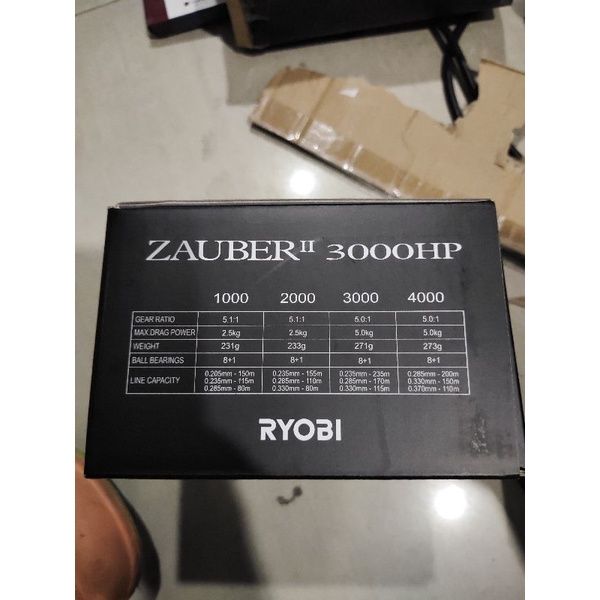 ZAUBER II 3000HP
1000 2000 3000 4000
GEAR RATIO 5.1:1 5.1:1 5.0:1 5.0:1
MAX.DRAG POWER 2.5kg 2.5kg 5.0kg 5.0kg
WEIGHT 231g 233g 271g 273g
BALL BEARINGS 8+1 8+1 8+1 8+1
LINE CAPACITY 0.205mm - 150m 0.235mm - 155m 0.235mm - 235m 0.285mm - 200m
0.235mm - 115m 0.285mm - 110m 0.285mm - 170m 0.330mm - 150m
0.285mm - 80m 0.330mm - 80m 0.330mm - 115m 0.370mm - 110m
RYOBI